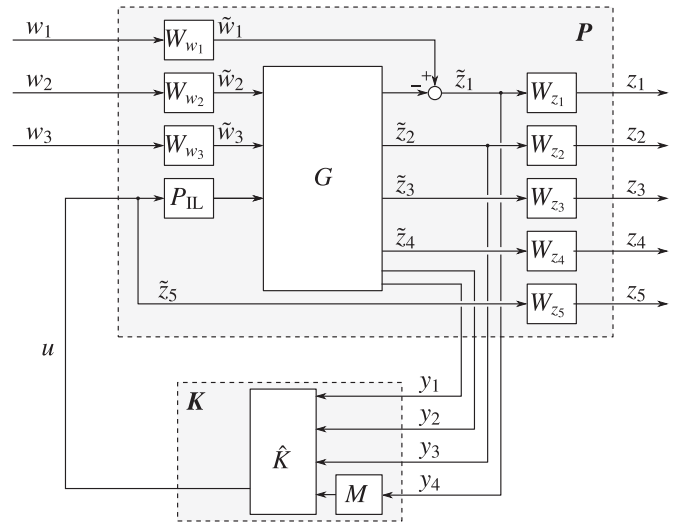 w₁ W_w₁ w̃₁ P
w̃₁ + − z̃₁ W_z₁ z₁
w₂ W_w₂ w̃₂
w₃ W_w₃ w̃₃ z̃₂ W_z₂ z₂
P_IL G z̃₃ W_z₃ z₃
z̃₄ W_z₄ z₄
z̃₅ W_z₅ z₅
u
K y₁
y₂
K̂ y₃
M y₄